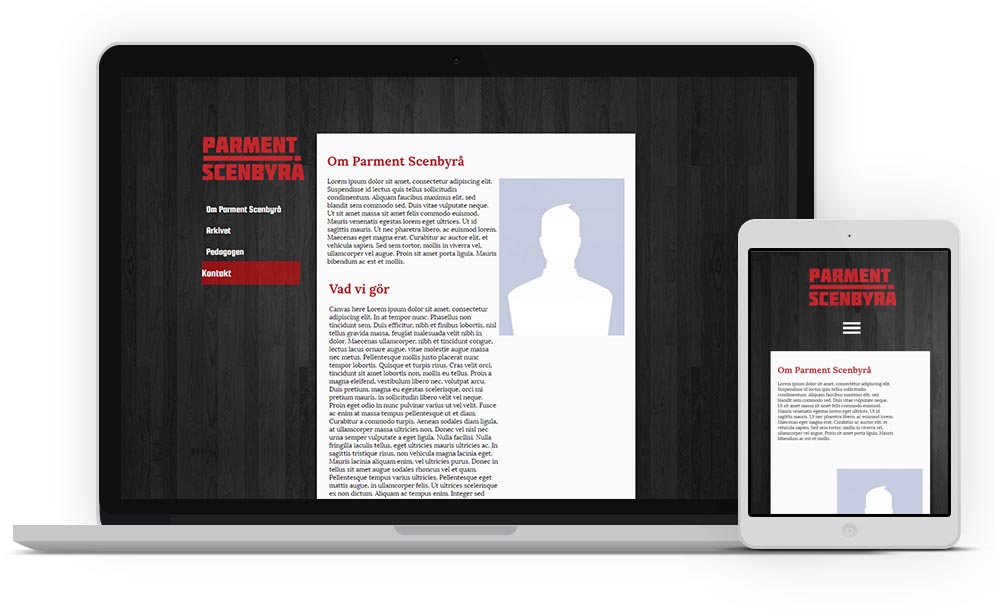 PARMENT
SCENBYRÅ
Om Parment Scenbyrå
Arkivet
Pedagogen
Kontakt
Om Parment Scenbyrå
Lorem ipsum dolor sit amet, consectetur adipiscing elit.
Suspendisse id lectus quis tellus sollicitudin
condimentum. Aliquam faucibus maximus elit, sed
blandit sem commodo sed. Duis vitae vulputate neque.
Ut sit amet massa sit amet felis commodo euismod.
Mauris venenatis egestas lorem eget ultrices. Ut id
sagittis mauris. Ut nec pharetra libero, ac euismod lorem.
Maecenas eget magna erat. Curabitur ac auctor elit, et
vehicula sapien. Sed sem tortor, mollis in viverra vel,
ullamcorper vel augue. Proin sit amet porta ligula. Mauris
bibendum ac est et mollis.
Vad vi gör
Canvas here Lorem ipsum dolor sit amet, consectetur
adipiscing elit. In at tempor nunc. Phasellus non
tincidunt sem. Duis efficitur, nibh et finibus lobortis, nisl
tellus gravida massa, feugiat malesuada velit nibh in
dolor. Maecenas ullamcorper, nibh et tincidunt congue,
lectus lacus ornare augue, vitae molestie augue massa
nec metus. Pellentesque mollis justo placerat nunc
tempor lobortis. Quisque et turpis risus. Cras velit orci,
tincidunt sit amet lobortis non, mollis eu tellus. Proin a
magna eleifend, vestibulum libero nec, volutpat arcu.
Duis pretium, magna eu egestas scelerisque, orci mi
pretium mauris, in sollicitudin libero velit vel neque.
Proin eget odio in nunc pulvinar varius ut vel velit. Fusce
ac enim at massa tempus pellentesque ut et diam.
Curabitur a commodo turpis. Aenean sodales diam ligula,
at ullamcorper massa ultricies non. Donec vel nisl nec
urna semper vulputate a eget ligula. Nulla facilisi. Nulla
fringilla iaculis tellus, eget ultricies mauris ultricies ac. In
sagittis tristique risus, non vehicula magna lacinia eget.
Mauris lacinia aliquam enim, vel ultricies purus. Donec in
tellus sit amet augue sodales rhoncus vel et quam.
Pellentesque tempus varius ultricies. Pellentesque eget
mattis augue, in ullamcorper felis. Ut ultrices scelerisque
ex non dictum. Aliquam ac tempus enim. Integer sed
PARMENT
SCENBYRÅ
Om Parment Scenbyrå
Lorem ipsum dolor sit amet, consectetur adipiscing elit.
Suspendisse id lectus quis tellus sollicitudin
condimentum. Aliquam faucibus maximus elit, sed
blandit sem commodo sed. Duis vitae vulputate neque.
Ut sit amet massa sit amet felis commodo euismod.
Mauris venenatis egestas lorem eget ultrices. Ut id
sagittis mauris. Ut nec pharetra libero, ac euismod lorem.
Maecenas eget magna erat. Curabitur ac auctor elit, et
vehicula sapien. Sed sem tortor, mollis in viverra vel,
ullamcorper vel augue. Proin sit amet porta ligula. Mauris
bibendum ac est et mollis.